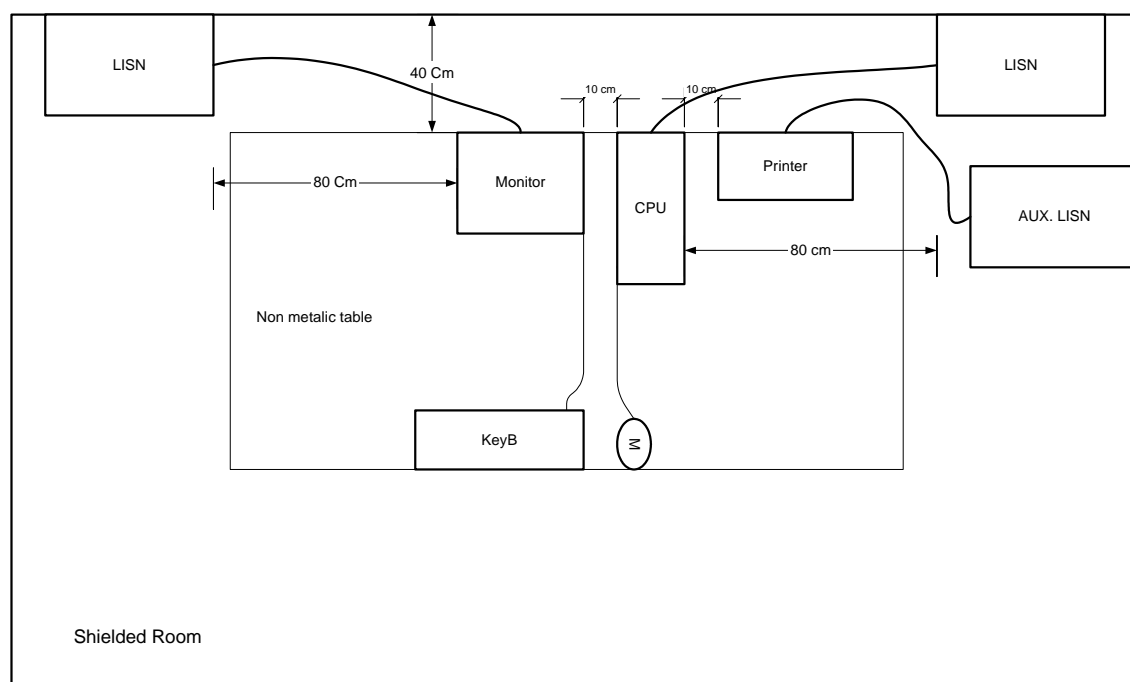 LISN
LISN
40 Cm
10 cm
10 cm
Monitor
CPU
Printer
80 Cm
AUX. LISN
80 cm
Non metalic table
KeyB
M
Shielded Room